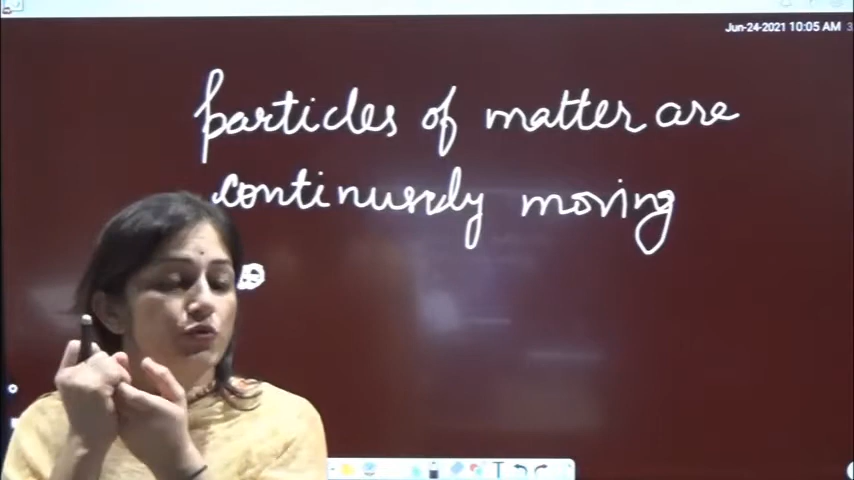 Jun-24-2021 10:05 AM
particles of matter are
continuosly moving